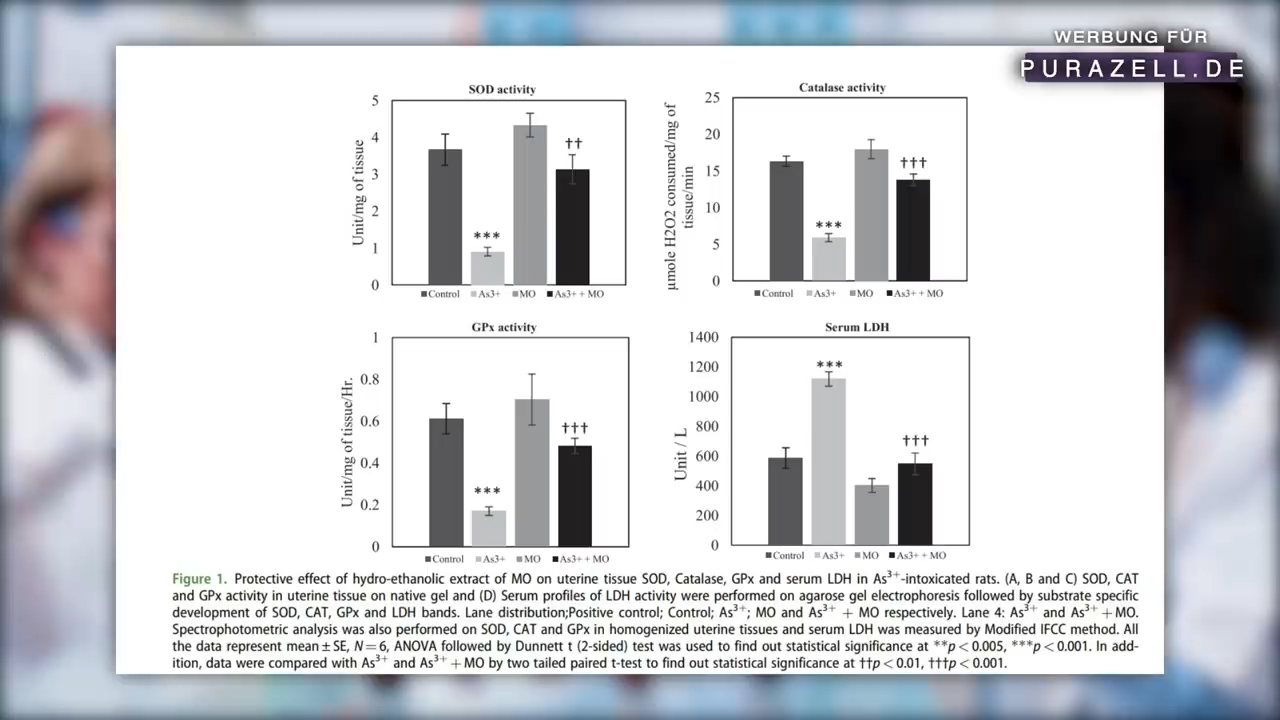 WERBUNG FÜR
PURAZELL.DE
SOD activity
Unit/mg of tissue
5
4
3
2
1
0
***
††
Control As3+ MO As3+ + MO
Catalase activity
µmole H2O2 consumed/mg of
tissue/min
25
20
15
10
5
0
***
†††
Control As3+ MO As3+ + MO
GPx activity
Unit/mg of tissue/Hr.
1
0.8
0.6
0.4
0.2
0
***
†††
Control As3+ MO As3+ + MO
Serum LDH
Unit / L
1400
1200
1000
800
600
400
200
0
***
†††
Control As3+ MO As3+ + MO
Figure 1. Protective effect of hydro-ethanolic extract of MO on uterine tissue SOD, Catalase, GPx and serum LDH in As3+-intoxicated rats. (A, B and C) SOD, CAT
and GPx activity in uterine tissue on native gel and (D) Serum profiles of LDH activity were performed on agarose gel electrophoresis followed by substrate specific
development of SOD, CAT, GPx and LDH bands. Lane distribution;Positive control; Control; As3+; MO and As3+ + MO respectively. Lane 4: As3+ and As3+ + MO.
Spectrophotometric analysis was also performed on SOD, CAT and GPx in homogenized uterine tissues and serum LDH was measured by Modified IFCC method. All
the data represent mean ± SE, N = 6, ANOVA followed by Dunnett t (2-sided) test was used to find out statistical significance at **p < 0.005, ***p < 0.001. In add-
ition, data were compared with As3+ and As3+ + MO by two tailed paired t-test to find out statistical significance at ††p < 0.01, †††p < 0.001.